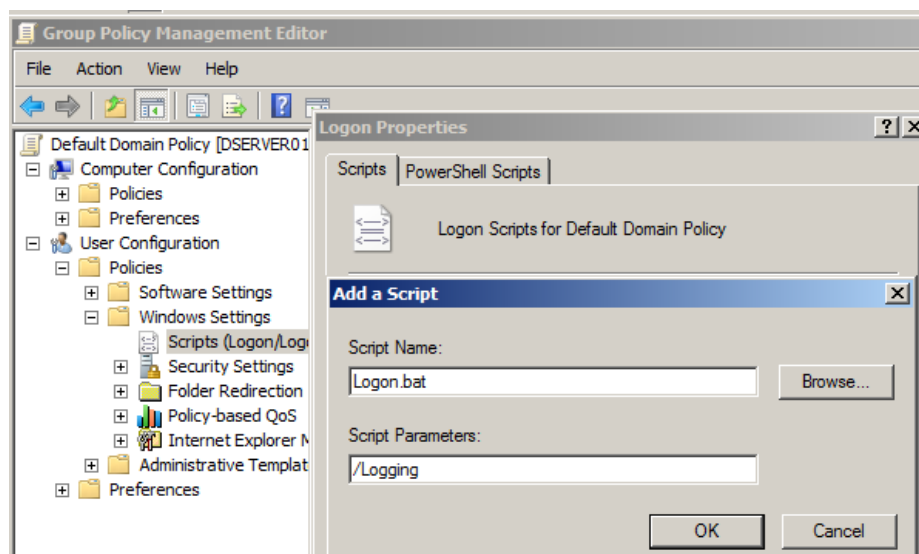 Group Policy Management Editor
File Action View Help
Default Domain Policy [DSERVER01
Computer Configuration
Policies
Preferences
User Configuration
Policies
Software Settings
Windows Settings
Scripts (Logon/Logo
Security Settings
Folder Redirection
Policy-based QoS
Internet Explorer M
Administrative Templat
Preferences
Logon Properties
Scripts PowerShell Scripts
Logon Scripts for Default Domain Policy
Add a Script
Script Name:
Logon.bat Browse...
Script Parameters:
/Logging
OK Cancel